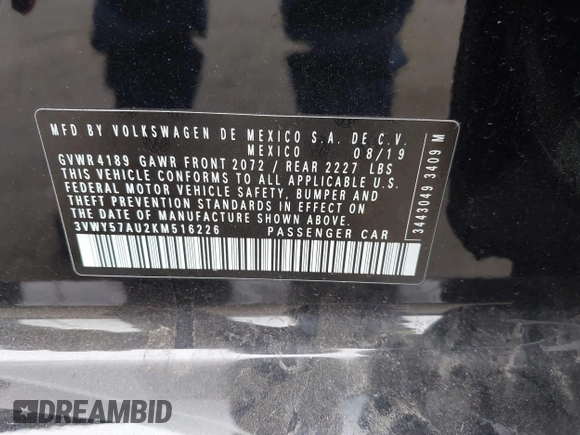 MFD BY VOLKSWAGEN DE MEXICO S.A. DE C.V.
MEXICO 08/19
GVWR4189 GAWR FRONT 2072 / REAR 2227 LBS
THIS VEHICLE CONFORMS TO ALL APPLICABLE U.S.
FEDERAL MOTOR VEHICLE SAFETY, BUMPER AND
THEFT PREVENTION STANDARDS IN EFFECT ON
THE DATE OF MANUFACTURE SHOWN ABOVE.
3VWY57AU2KM516226 PASSENGER CAR
3443049 3409 M
DREAMBID